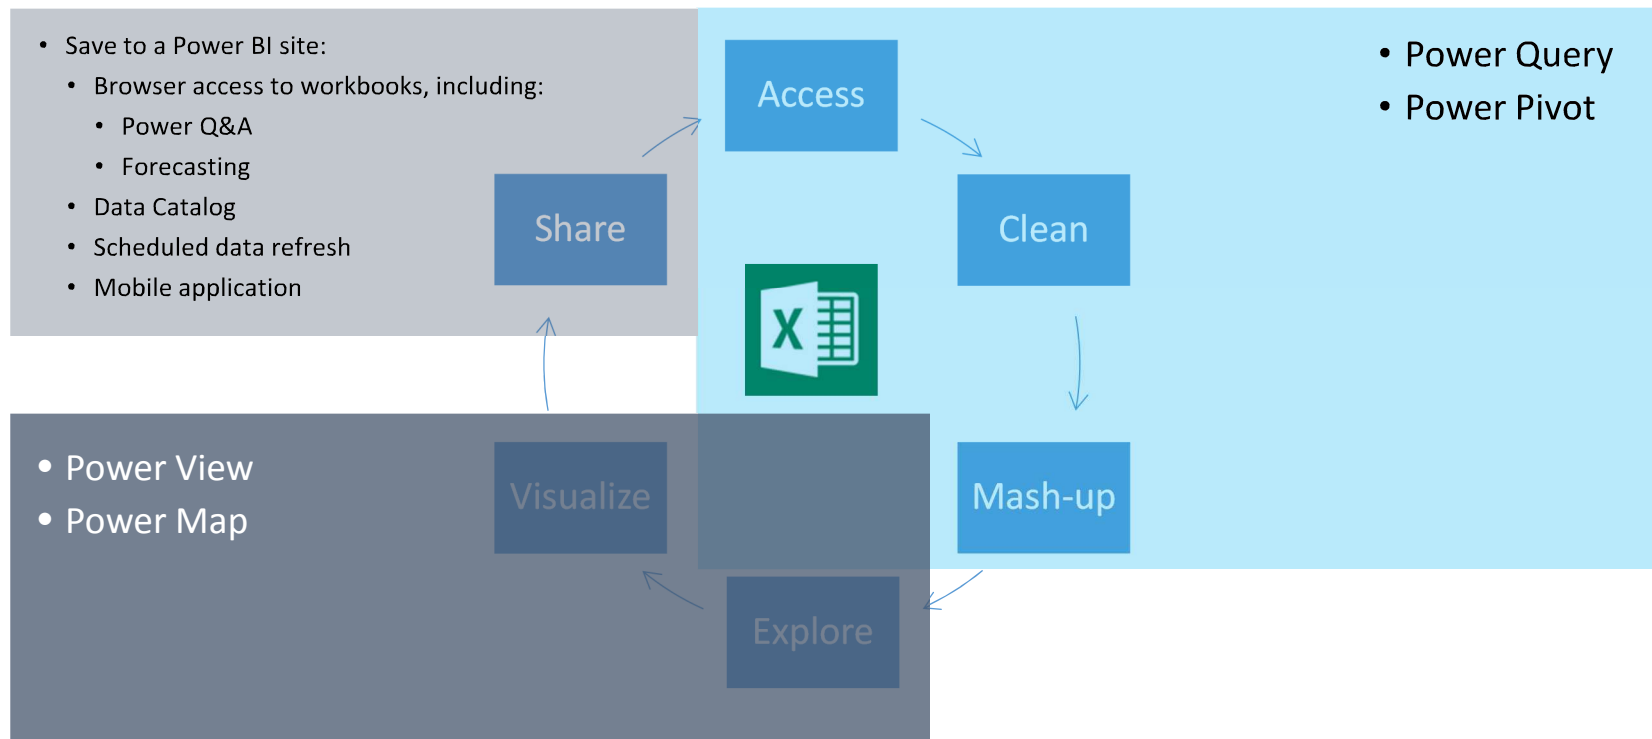 • Save to a Power BI site:
• Browser access to workbooks, including:
• Power Q&A
• Forecasting
• Data Catalog
• Scheduled data refresh
• Mobile application
• Power Query
• Power Pivot
Access
Clean
Mash-up
Explore
Visualize
Share
X
• Power View
• Power Map